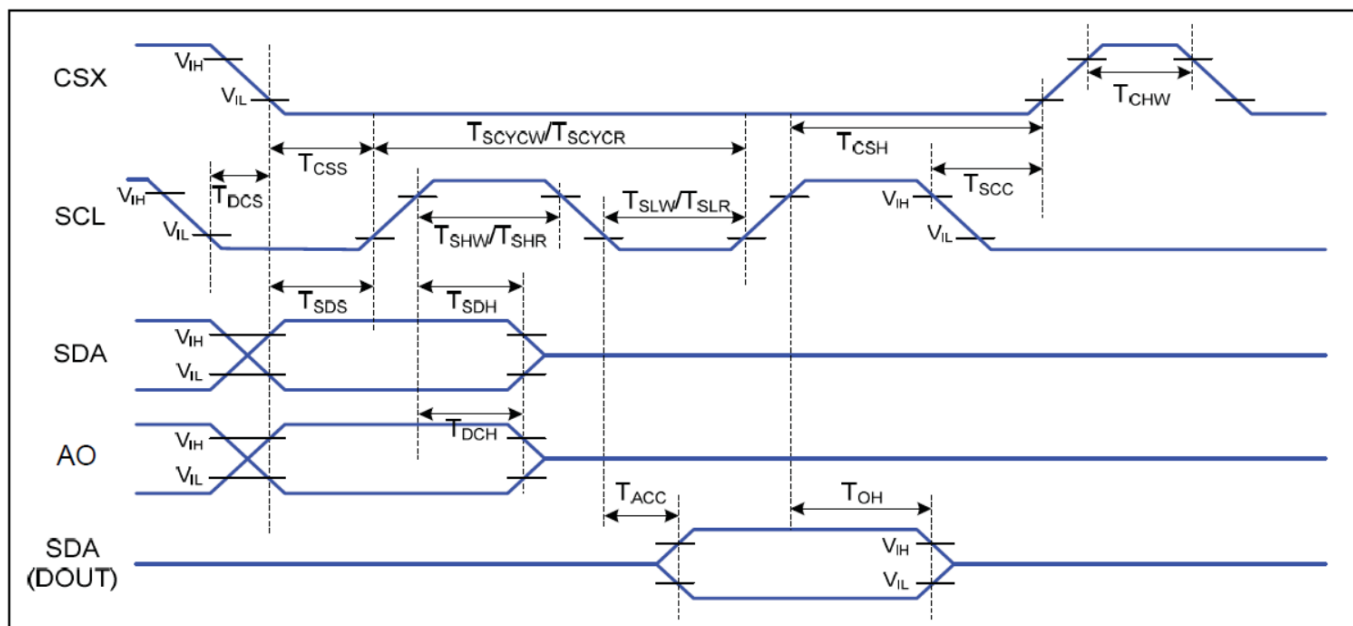 CSX
VIH
VIL
TCHW
TSCYCW/TSCYCR
TCSH
TCSS
TDCS
TSCC
SCL
VIH
VIL
TSHW/TSHR
TSLW/TSLR
VIH
VIL
TSDS
TSDH
SDA
VIH
VIL
TDCH
AO
VIH
VIL
TACC
TOH
SDA
(DOUT)
VIH
VIL